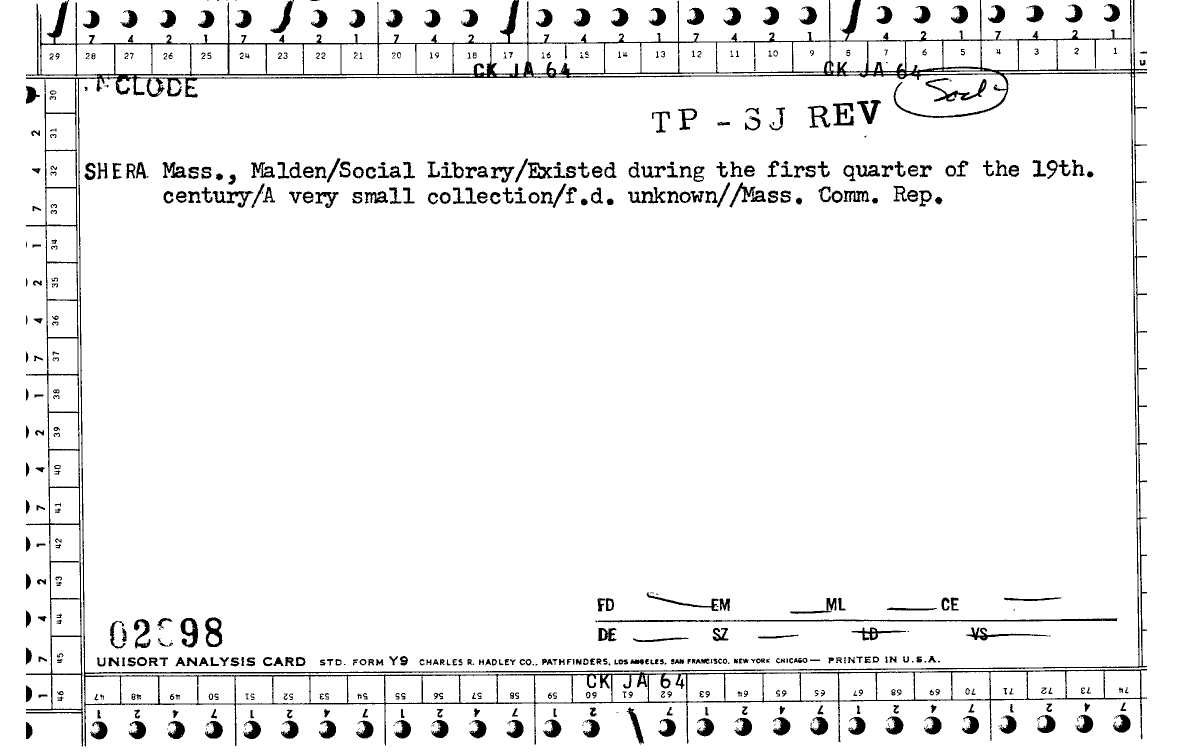 7 4 2 1 7 4 2 1 7 4 2 1 7 4 2 1 7 4 2 1 7 4 2 1 7 4 2 1
29 28 27 26 25 24 23 22 21 20 19 18 17 16 15 14 13 12 11 10 9 8 7 6 5 4 3 2 1
CK JA 64 CK JA 64
CLODE
TP - SJ REV
SHERA Mass., Malden/Social Library/Existed during the first quarter of the 19th.
century/A very small collection/f.d. unknown//Mass. Comm. Rep.
30
2 31
4 32
7 33
1 34
2 35
4 36
7 37
1 38
2 39
4 40
7 41
1 42
2 43
4 44
7 45
1 46
FD EM ML CE
DE SZ LD VS
UNISORT ANALYSIS CARD STD. FORM Y9 CHARLES R. HADLEY CO., PATHFINDERS, LOS ANGELES, SAN FRANCISCO, NEW YORK CHICAGO — PRINTED IN U.S.A.
CK JA 64
47 48 49 50 51 52 53 54 55 56 57 58 59 60 61 62 63 64 65 66 67 68 69 70 71 72 73 74
1 2 4 7 1 2 4 7 1 2 4 7 1 2 4 7 1 2 4 7 1 2 4 7 1 2 4 7